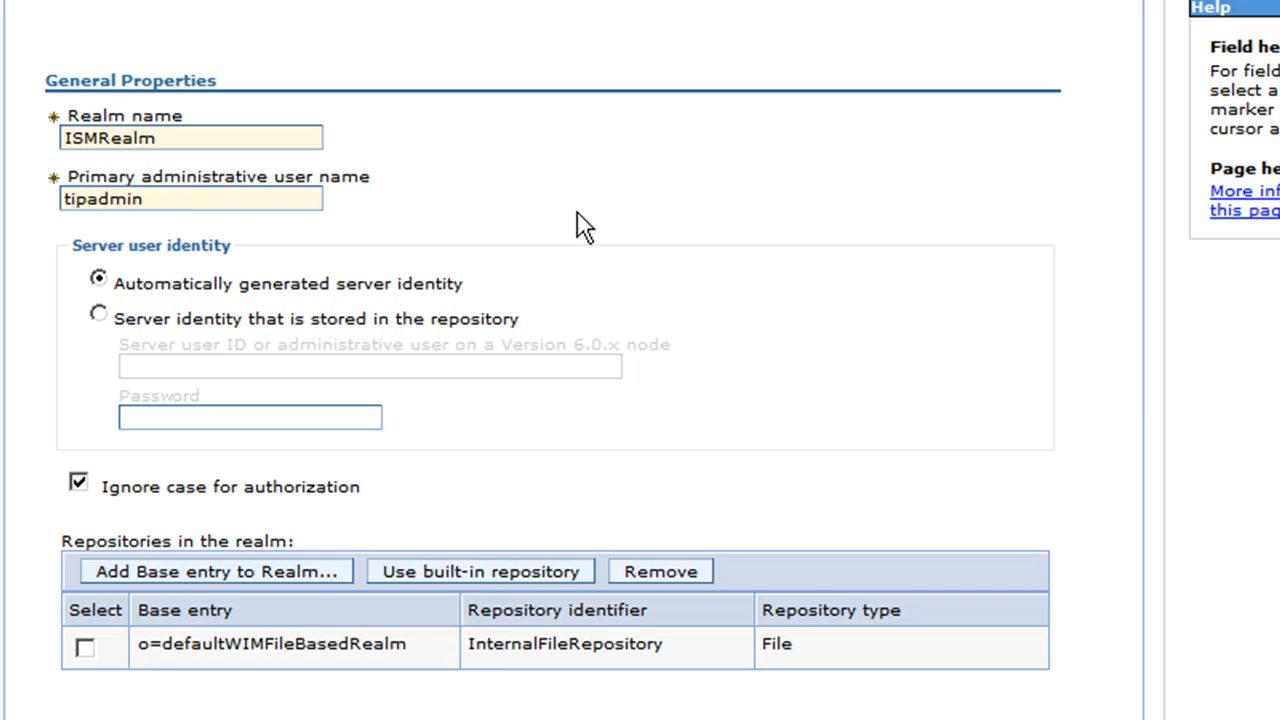 Help
General Properties
Realm name
ISMRealm
Primary administrative user name
tipadmin
Server user identity
Automatically generated server identity
Server identity that is stored in the repository
Server user ID or administrative user on a Version 6.0.x node
Password
Ignore case for authorization
Repositories in the realm:
Add Base entry to Realm... Use built-in repository Remove
Select Base entry Repository identifier Repository type
o=defaultWIMFileBasedRealm InternalFileRepository File
Field he
For field
select a
marker
cursor a
Page he
More inf
this pag